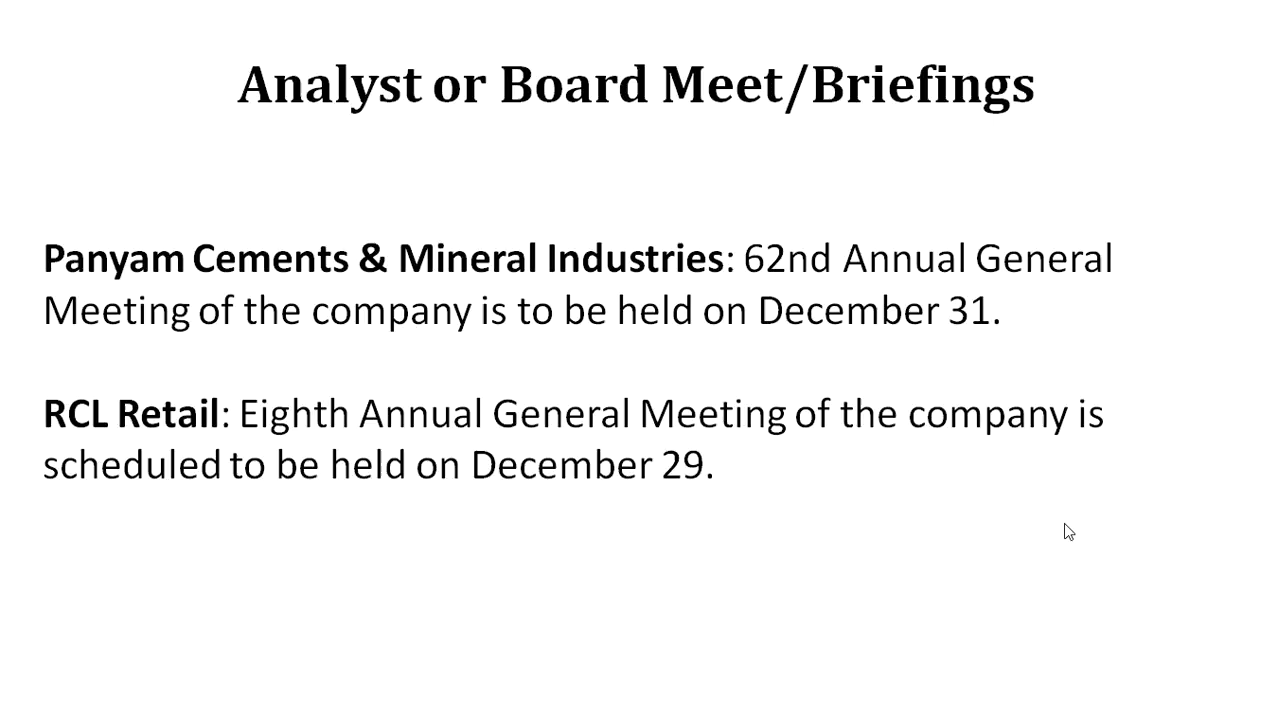 Analyst or Board Meet/Briefings
Panyam Cements & Mineral Industries: 62nd Annual General
Meeting of the company is to be held on December 31.
RCL Retail: Eighth Annual General Meeting of the company is
scheduled to be held on December 29.